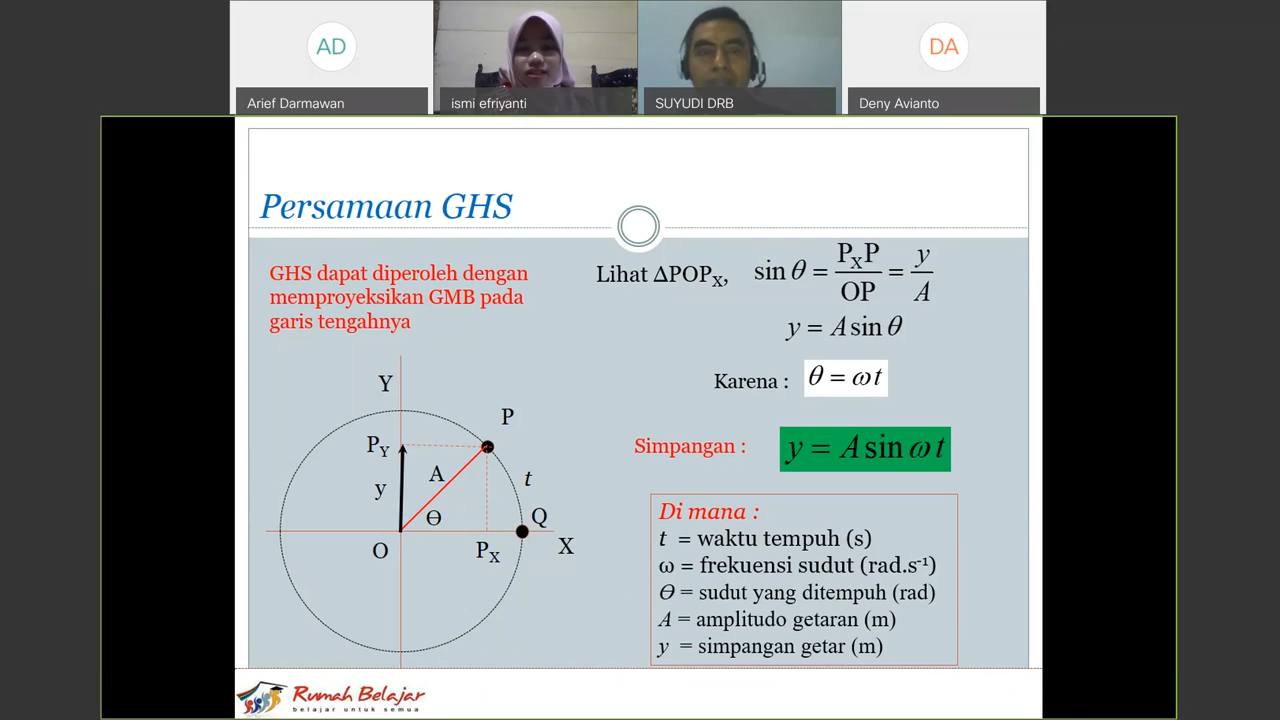 AD
DA
Arief Darmawan
ismi efriyanti
SUYUDI DRB
Deny Avianto
Persamaan GHS
GHS dapat diperoleh dengan
memproyeksikan GMB pada
garis tengahnya
Lihat ΔPOPₓ, sin θ = PₓP/OP = y/A
y = A sin θ
Karena : θ = ω t
Simpangan : y = A sin ω t
Y
P
P_Y
A
t
y
Ɵ
Q
O
Pₓ
X
Di mana :
t = waktu tempuh (s)
ω = frekuensi sudut (rad.s⁻¹)
Ɵ = sudut yang ditempuh (rad)
A = amplitudo getaran (m)
y = simpangan getar (m)
Rumah Belajar
belajar untuk semua